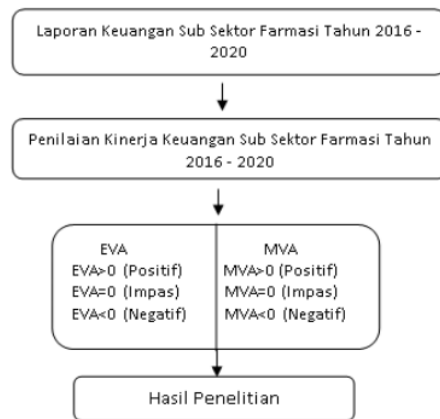 Laporan Keuangan Sub Sektor Farmasi Tahun 2016 -
2020
Penilaian Kinerja Keuangan Sub Sektor Farmasi Tahun
2016 - 2020
EVA
EVA>0 (Positif)
EVA=0 (Impas)
EVA<0 (Negatif)
MVA
MVA>0 (Positif)
MVA=0 (Impas)
MVA<0 (Negatif)
Hasil Penelitian